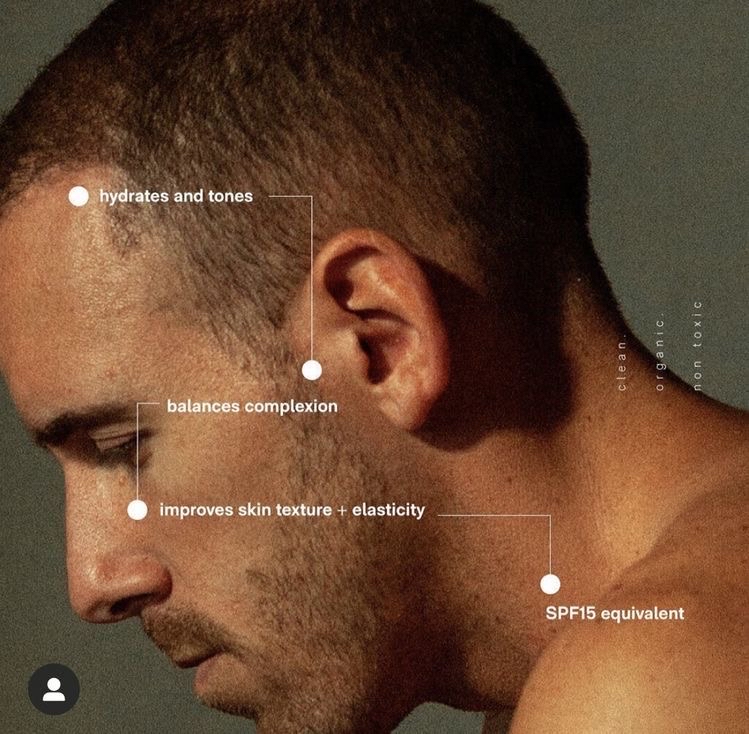 hydrates and tones
balances complexion
improves skin texture + elasticity
SPF15 equivalent
clean.
organic.
non toxic